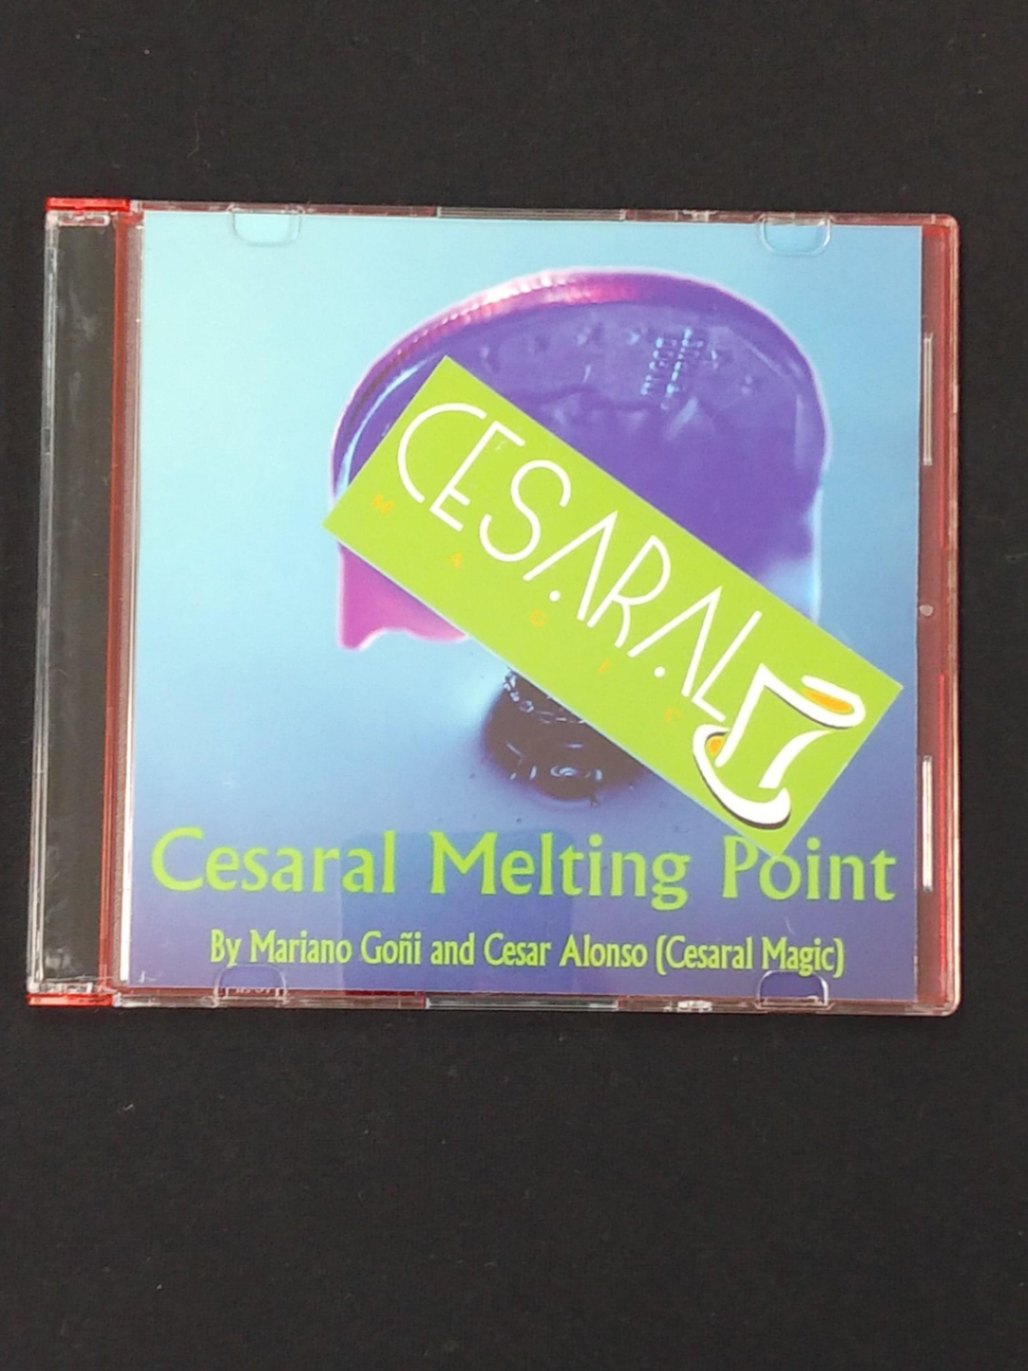 CESARAL
MAGIC
Cesaral Melting Point
By Mariano Goñi and Cesar Alonso (Cesaral Magic)